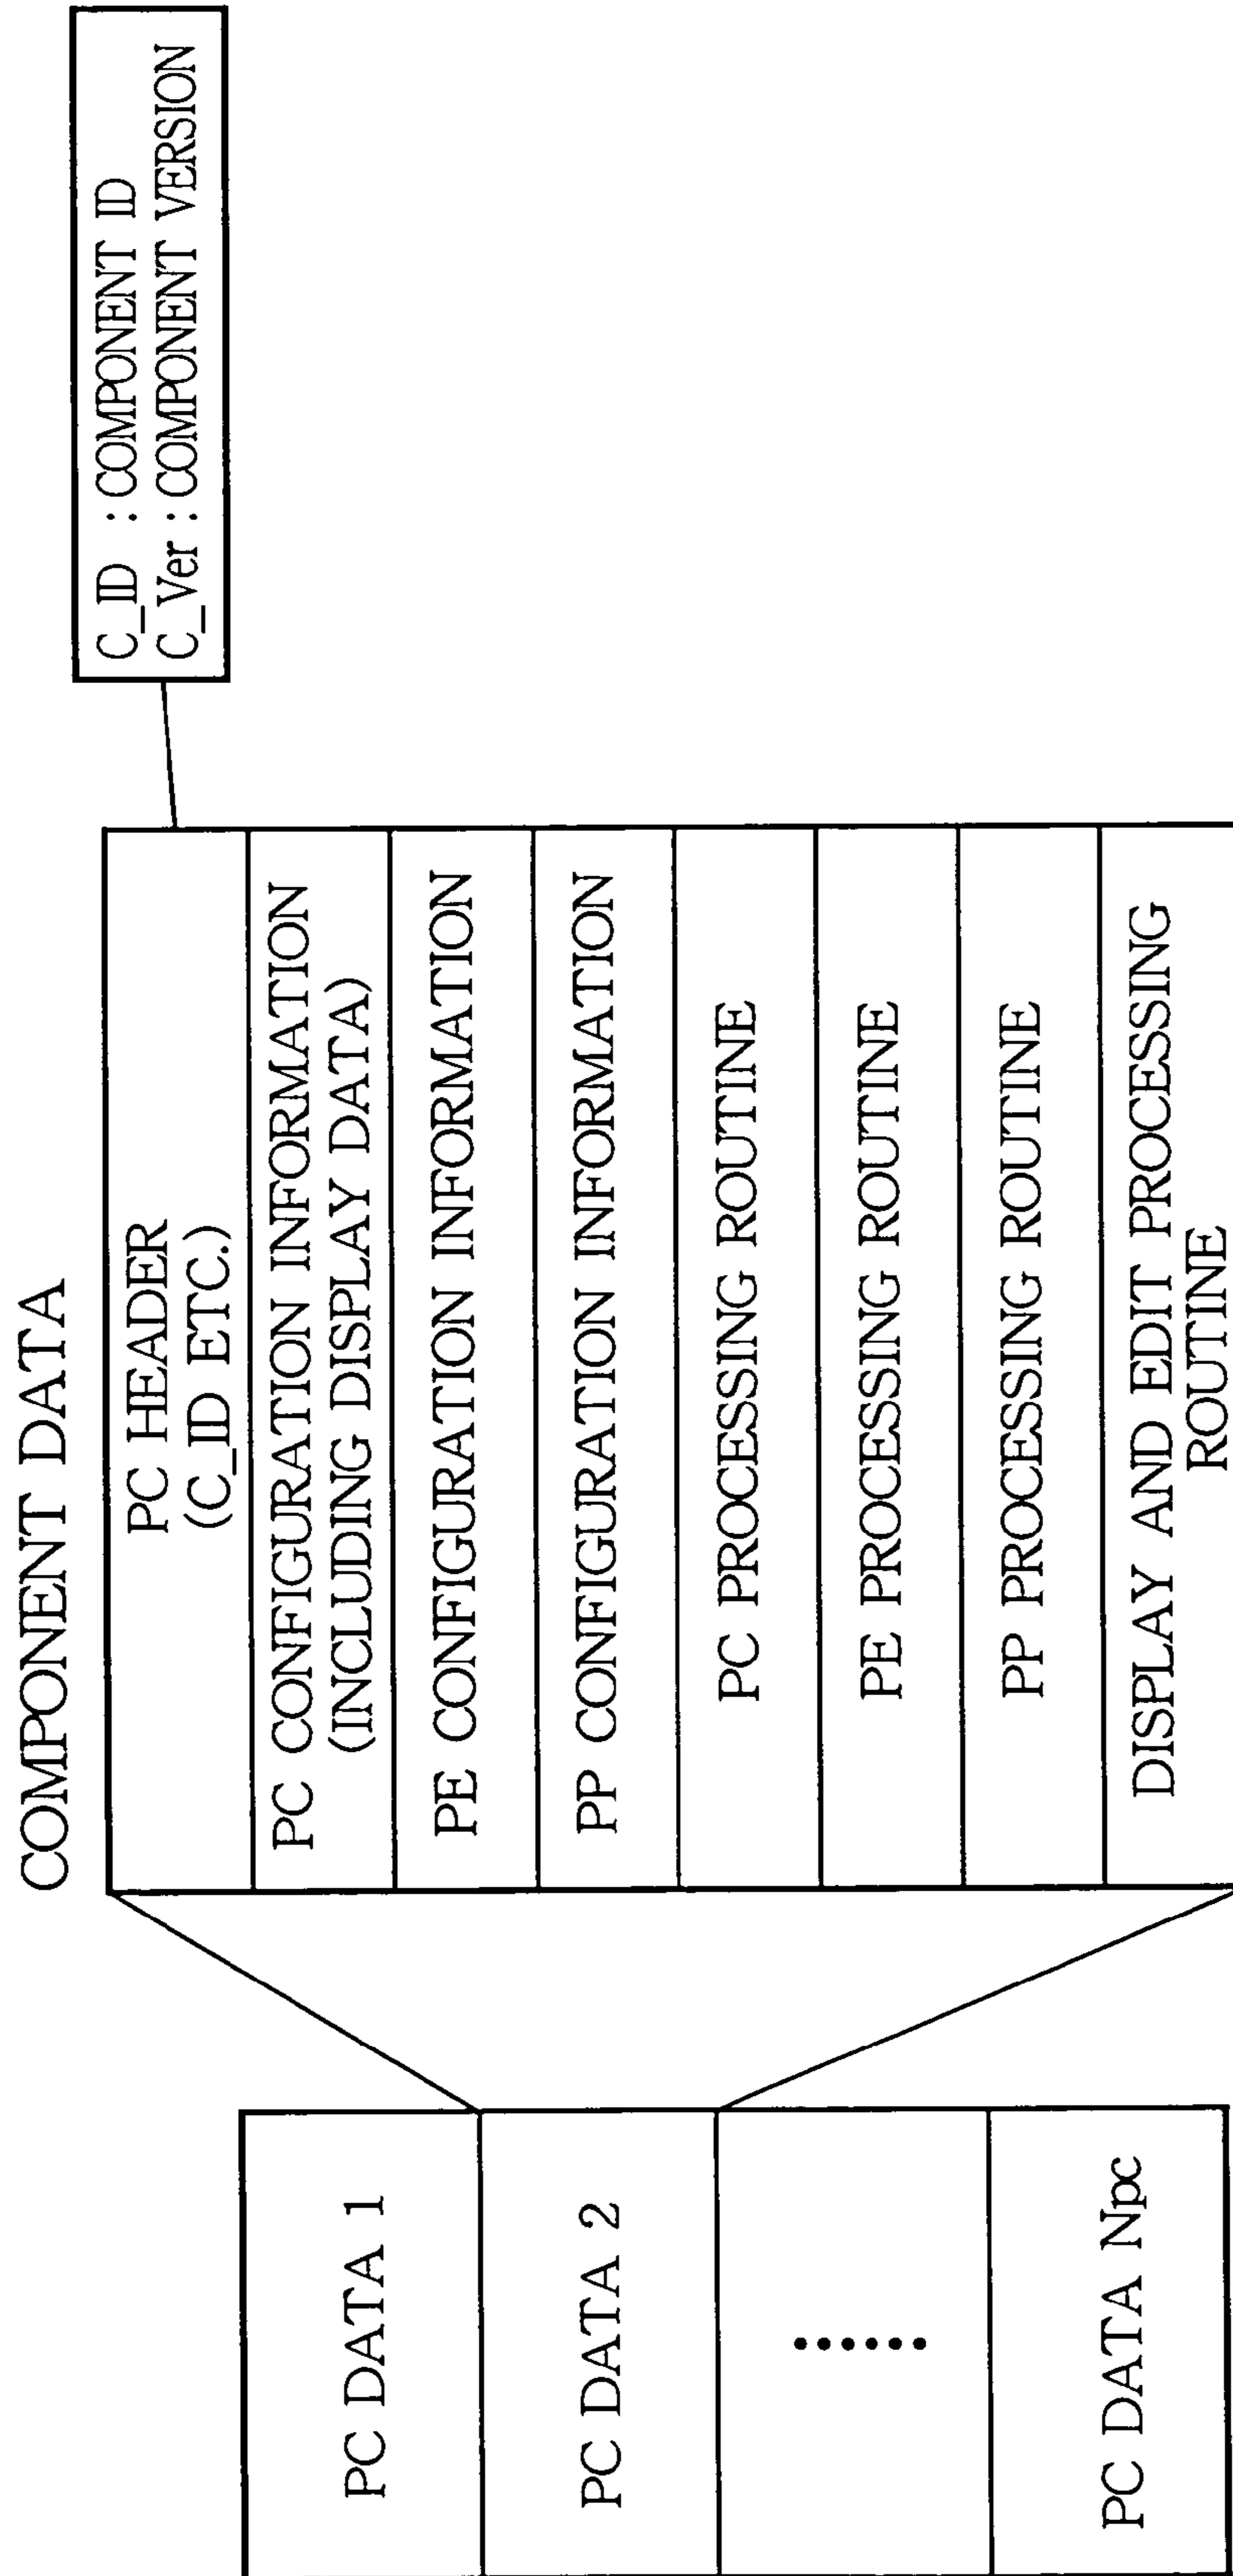 COMPONENT DATA
PC DATA 1
PC DATA 2
......
PC DATA Npc
PC HEADER
(C_ID ETC.)
PC CONFIGURATION INFORMATION
(INCLUDING DISPLAY DATA)
PE CONFIGURATION INFORMATION
PP CONFIGURATION INFORMATION
PC PROCESSING ROUTINE
PE PROCESSING ROUTINE
PP PROCESSING ROUTINE
DISPLAY AND EDIT PROCESSING
ROUTINE
C_ID : COMPONENT ID
C_Ver : COMPONENT VERSION